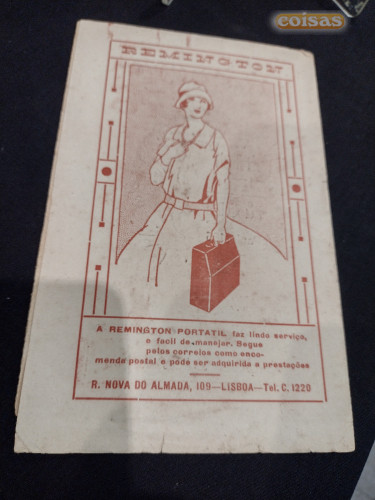 coisas
REMINGTON
A REMINGTON PORTATIL faz lindo serviço,
e facil de manejar. Segue
pelos correios como enco-
menda postal e pode ser adquirida a prestações
R. NOVA DO ALMADA, 109—LISBOA—Tel. C. 1220